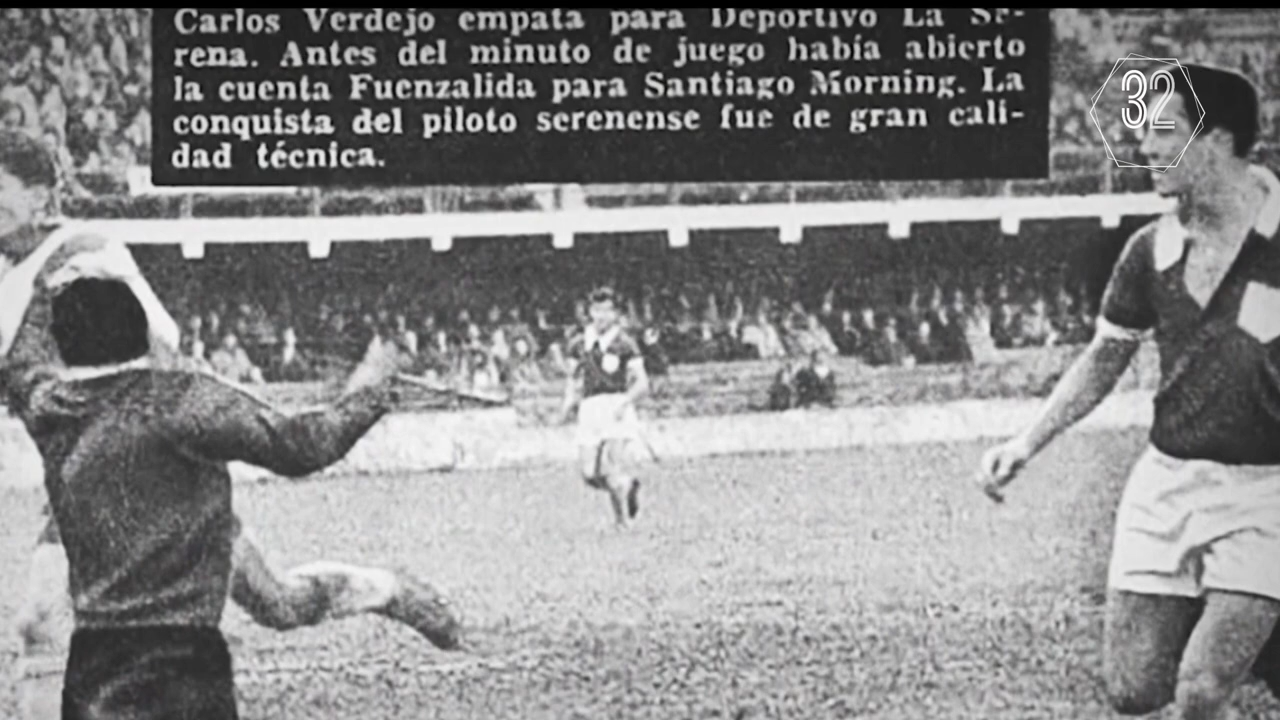 Carlos Verdejo empata para Deportivo La Se-
rena. Antes del minuto de juego había abierto
la cuenta Fuenzalida para Santiago Morning. La
conquista del piloto serenense fue de gran cali-
dad técnica.
32